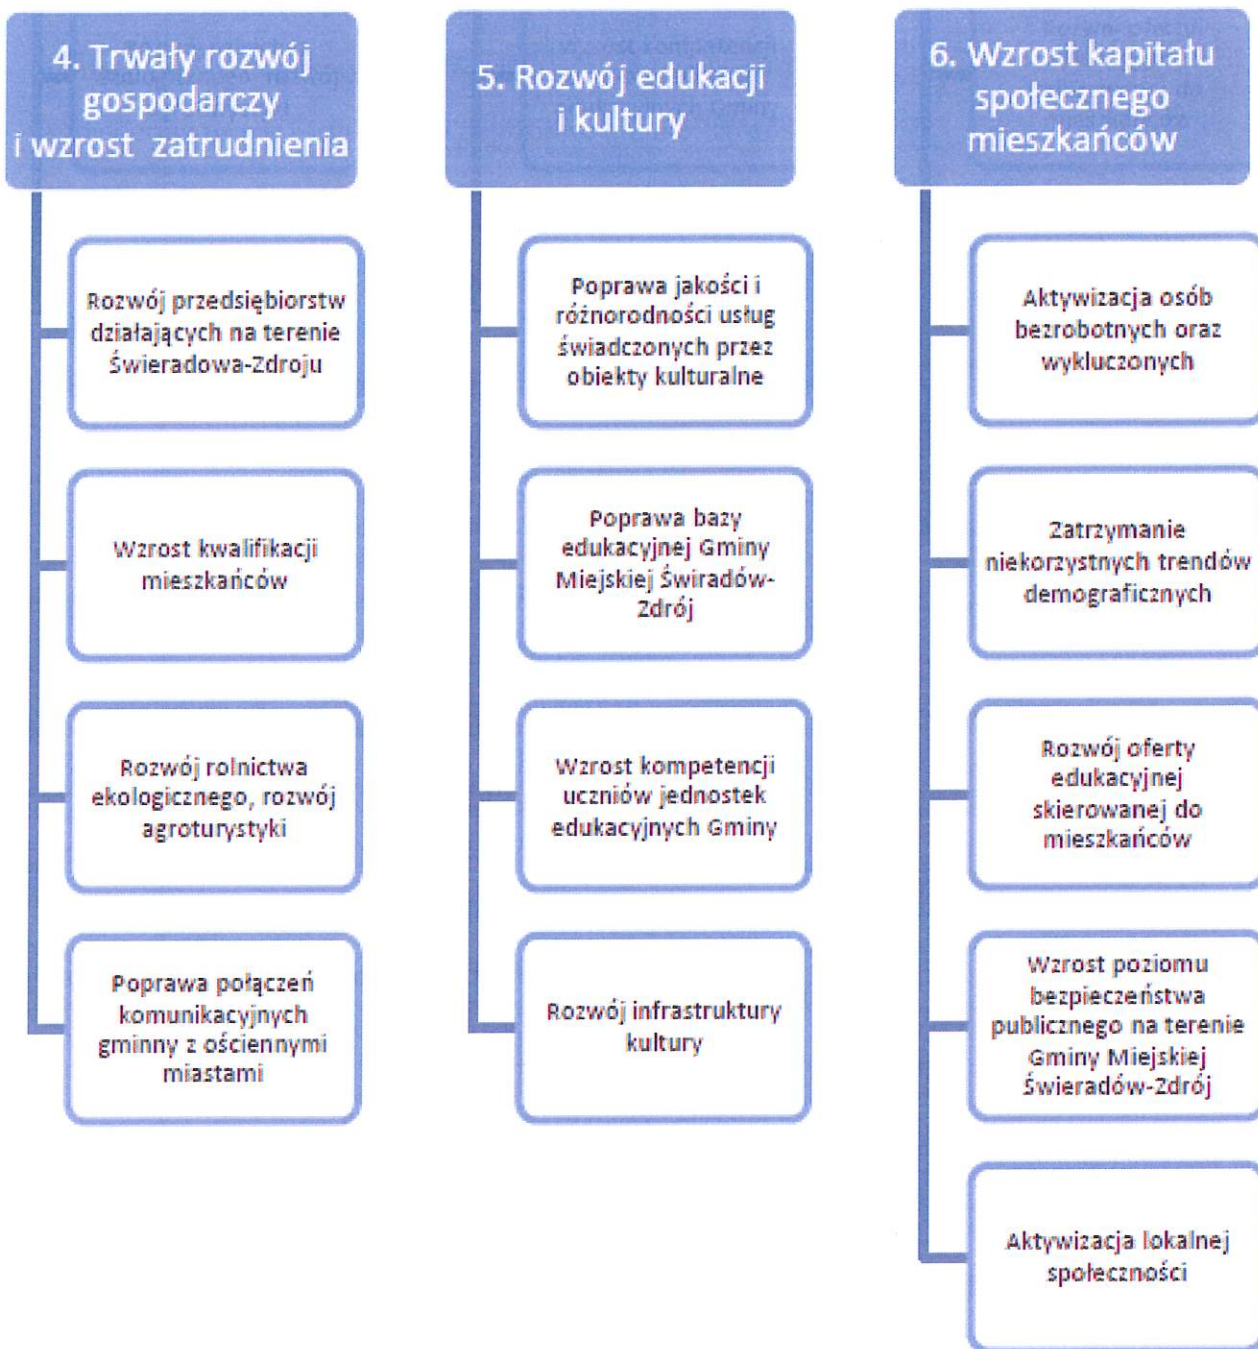 4. Trwały rozwój
gospodarczy
i wzrost zatrudnienia
Rozwój przedsiębiorstw
działających na terenie
Świeradowa-Zdroju
Wzrost kwalifikacji
mieszkańców
Rozwój rolnictwa
ekologicznego, rozwój
agroturystyki
Poprawa połączeń
komunikacyjnych
gminny z ościennymi
miastami
5. Rozwój edukacji
i kultury
Poprawa jakości i
różnorodności usług
świadczonych przez
obiekty kulturalne
Poprawa bazy
edukacyjnej Gminy
Miejskiej Świradów-
Zdrój
Wzrost kompetencji
uczniów jednostek
edukacyjnych Gminy
Rozwój infrastruktury
kultury
6. Wzrost kapitału
społecznego
mieszkańców
Aktywizacja osób
bezrobotnych oraz
wykluczonych
Zatrzymanie
niekorzystnych trendów
demograficznych
Rozwój oferty
edukacyjnej
skierowanej do
mieszkańców
Wzrost poziomu
bezpieczeństwa
publicznego na terenie
Gminy Miejskiej
Świeradów-Zdrój
Aktywizacja lokalnej
społeczności